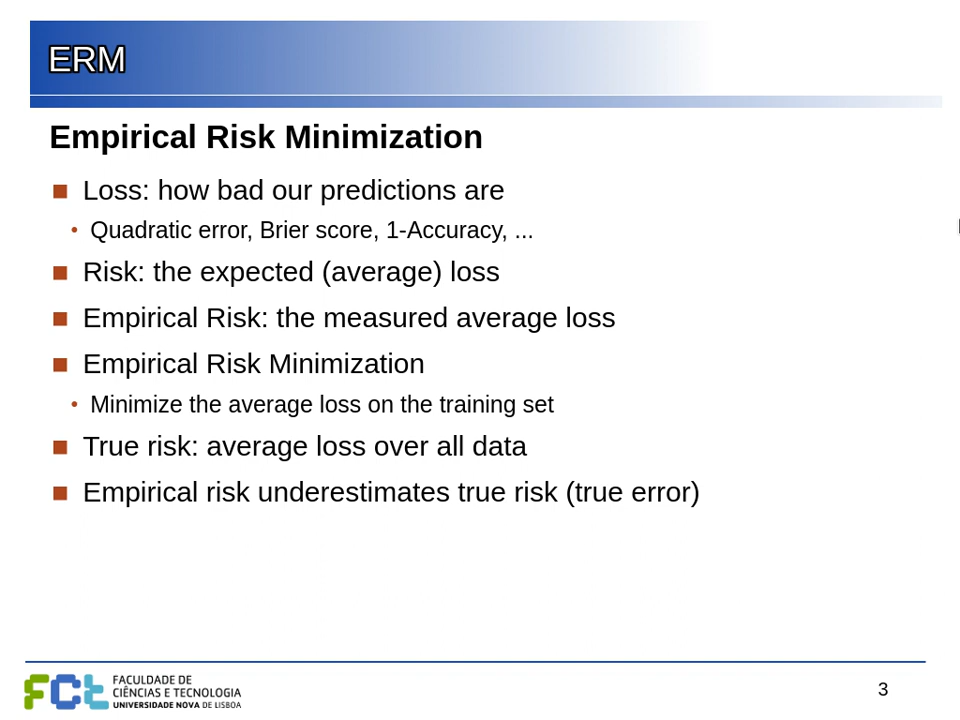 ERM
Empirical Risk Minimization
Loss: how bad our predictions are
Quadratic error, Brier score, 1-Accuracy, ...
Risk: the expected (average) loss
Empirical Risk: the measured average loss
Empirical Risk Minimization
Minimize the average loss on the training set
True risk: average loss over all data
Empirical risk underestimates true risk (true error)
FCt
FACULDADE DE
CIÊNCIAS E TECNOLOGIA
UNIVERSIDADE NOVA DE LISBOA
3